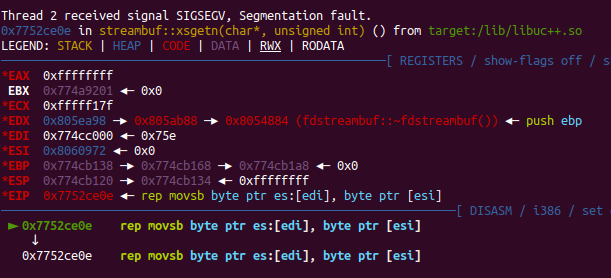 Thread 2 received signal SIGSEGV, Segmentation fault.
0x7752ce0e in streambuf::xsgetn(char*, unsigned int) () from target:/lib/libuc++.so
LEGEND: STACK | HEAP | CODE | DATA | RWX | RODATA
[ REGISTERS / show-flags off / s
*EAX 0xffffffff
EBX 0x774a9201 ◂— 0x0
*ECX 0xfffff17f
*EDX 0x805ea98 —▸ 0x805ab88 —▸ 0x8054884 (fdstreambuf::~fdstreambuf()) ◂— push ebp
*EDI 0x774cc000 ◂— 0x75e
*ESI 0x8060972 ◂— 0x0
*EBP 0x774cb138 —▸ 0x774cb168 —▸ 0x774cb1a8 ◂— 0x0
*ESP 0x774cb120 —▸ 0x774cb134 ◂— 0xffffffff
*EIP 0x7752ce0e ◂— rep movsb byte ptr es:[edi], byte ptr [esi]
[ DISASM / i386 / set
► 0x7752ce0e rep movsb byte ptr es:[edi], byte ptr [esi]
↓
0x7752ce0e rep movsb byte ptr es:[edi], byte ptr [esi]